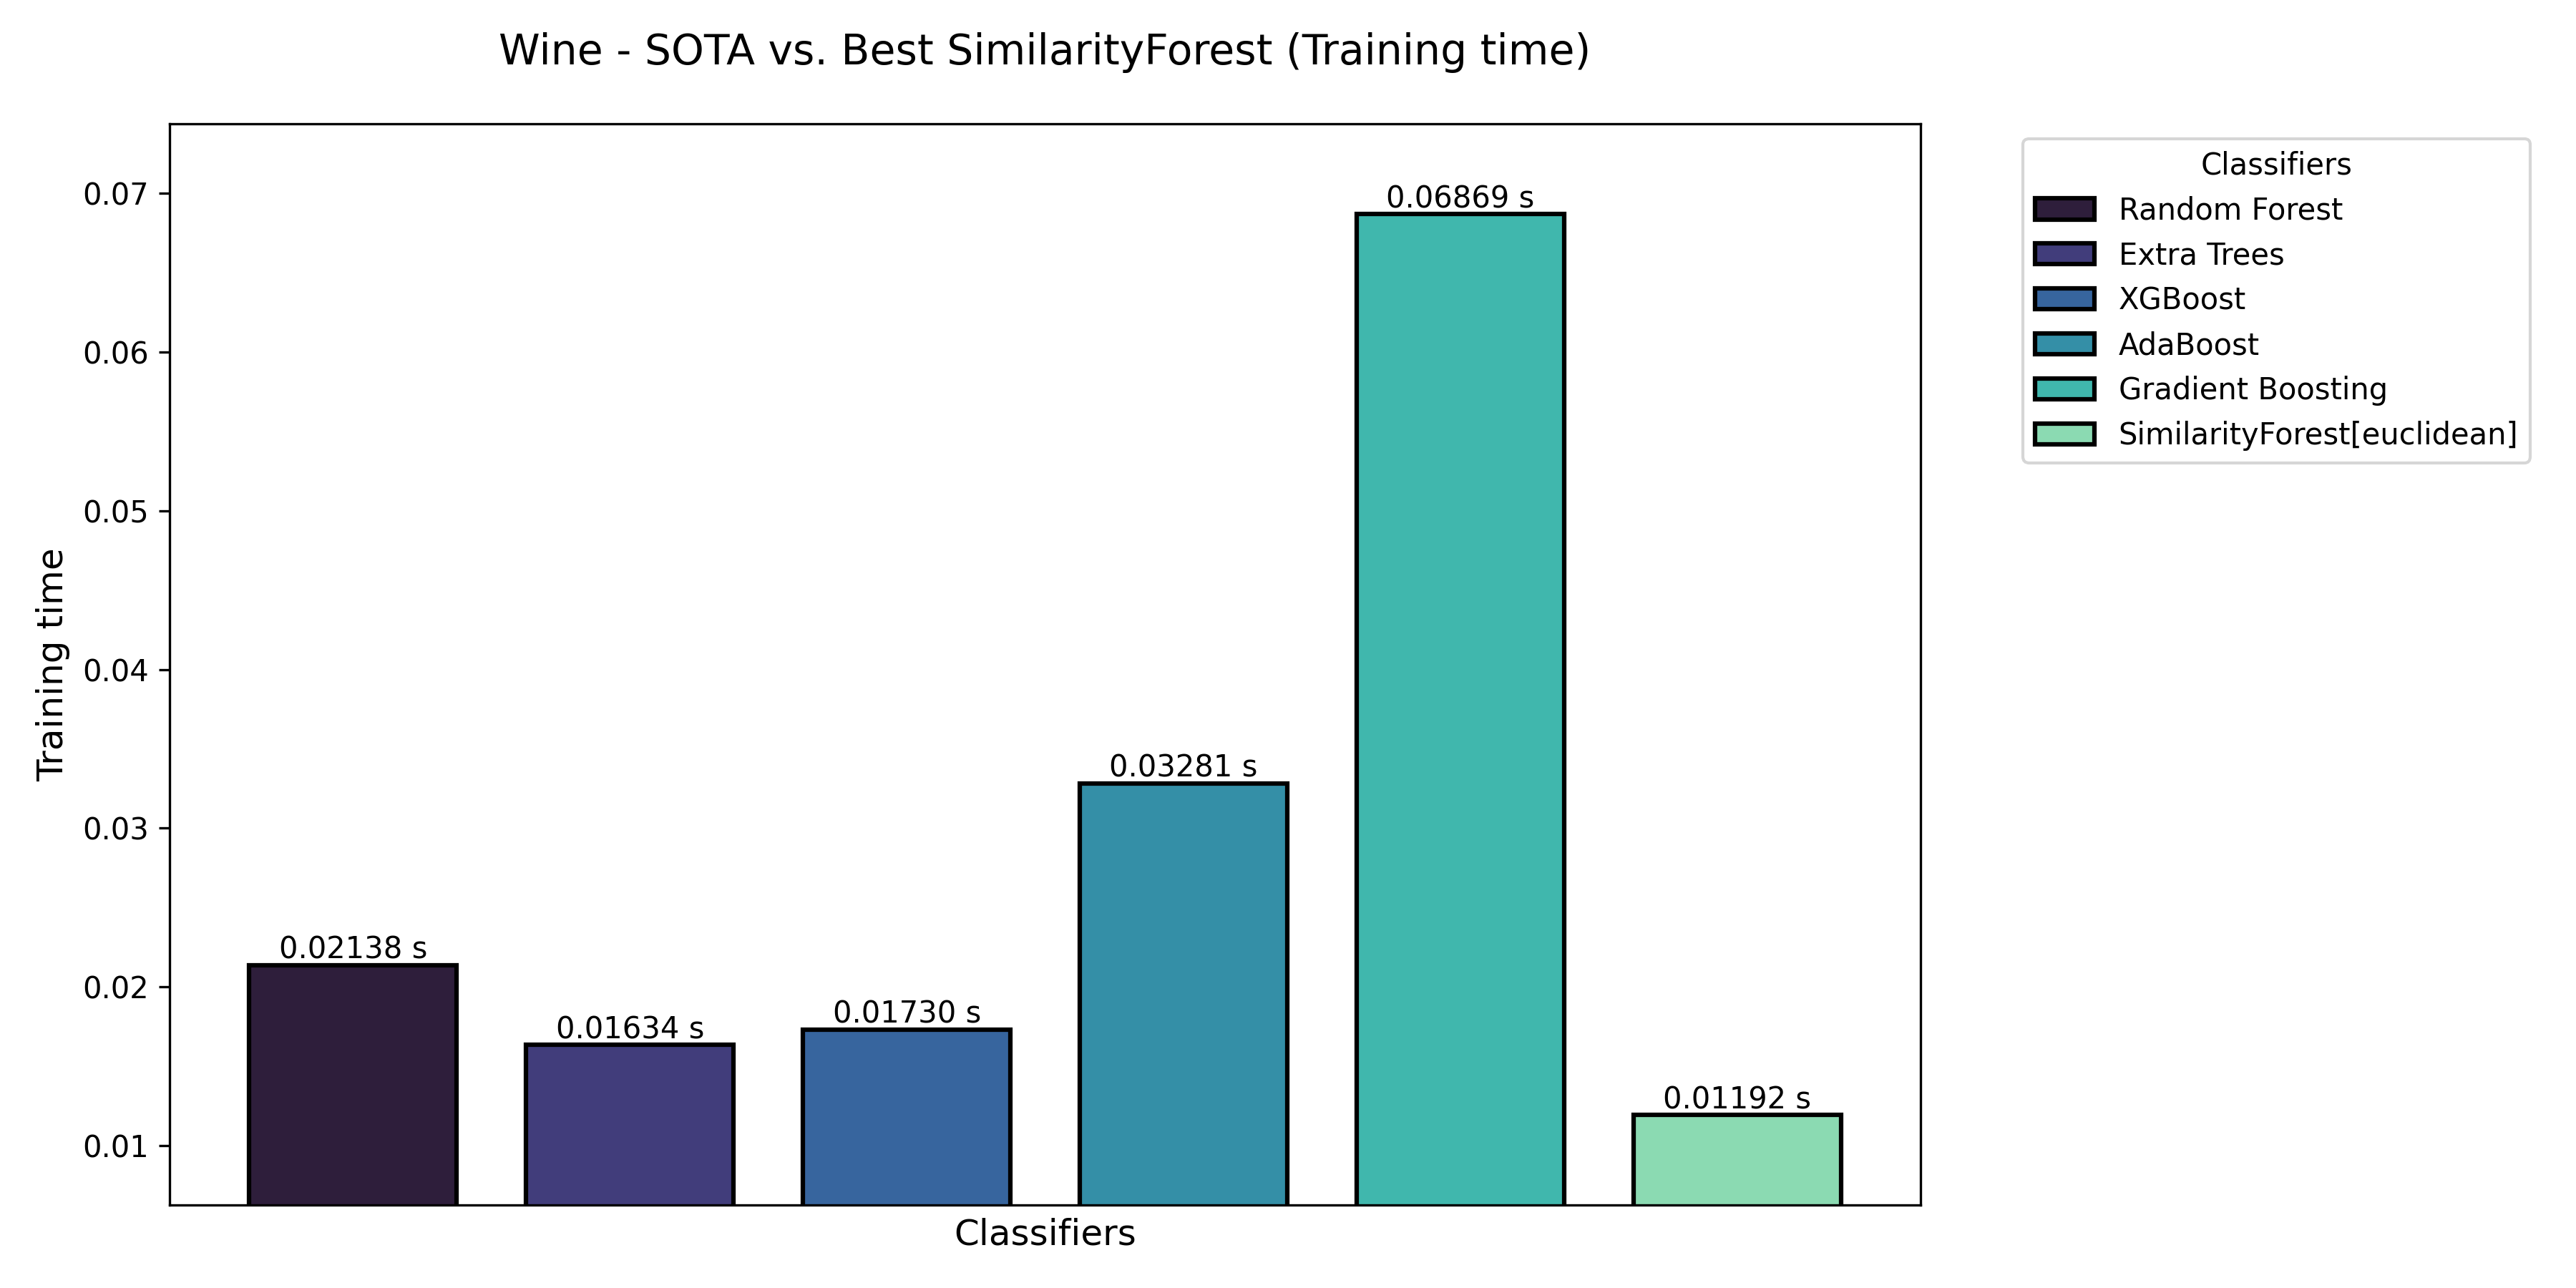 Wine - SOTA vs. Best SimilarityForest (Training time)
Training time
0.07
0.06
0.05
0.04
0.03
0.02
0.01
0.02138 s
0.01634 s
0.01730 s
0.03281 s
0.06869 s
0.01192 s
Classifiers
Classifiers
Random Forest
Extra Trees
XGBoost
AdaBoost
Gradient Boosting
SimilarityForest[euclidean]